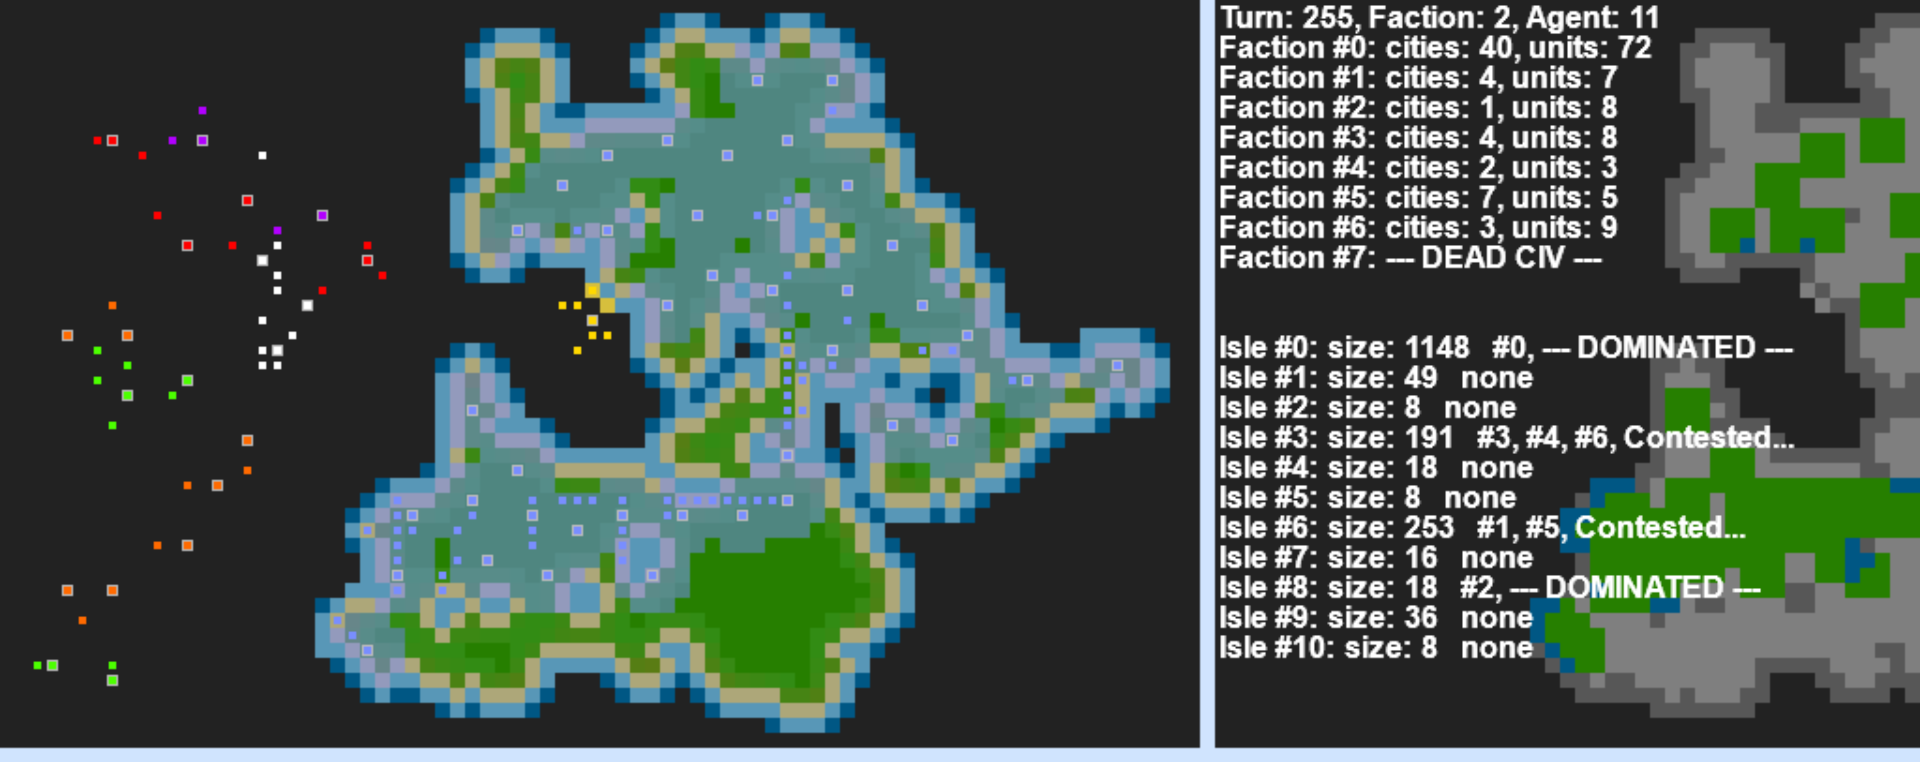 Turn: 255, Faction: 2, Agent: 11
Faction #0: cities: 40, units: 72
Faction #1: cities: 4, units: 7
Faction #2: cities: 1, units: 8
Faction #3: cities: 4, units: 8
Faction #4: cities: 2, units: 3
Faction #5: cities: 7, units: 5
Faction #6: cities: 3, units: 9
Faction #7: --- DEAD CIV ---
Isle #0: size: 1148 #0, --- DOMINATED ---
Isle #1: size: 49 none
Isle #2: size: 8 none
Isle #3: size: 191 #3, #4, #6, Contested...
Isle #4: size: 18 none
Isle #5: size: 8 none
Isle #6: size: 253 #1, #5, Contested...
Isle #7: size: 16 none
Isle #8: size: 18 #2, --- DOMINATED ---
Isle #9: size: 36 none
Isle #10: size: 8 none